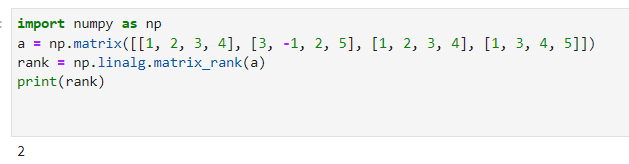 import numpy as np
a = np.matrix([[1, 2, 3, 4], [3, -1, 2, 5], [1, 2, 3, 4], [1, 3, 4, 5]])
rank = np.linalg.matrix_rank(a)
print(rank)
2